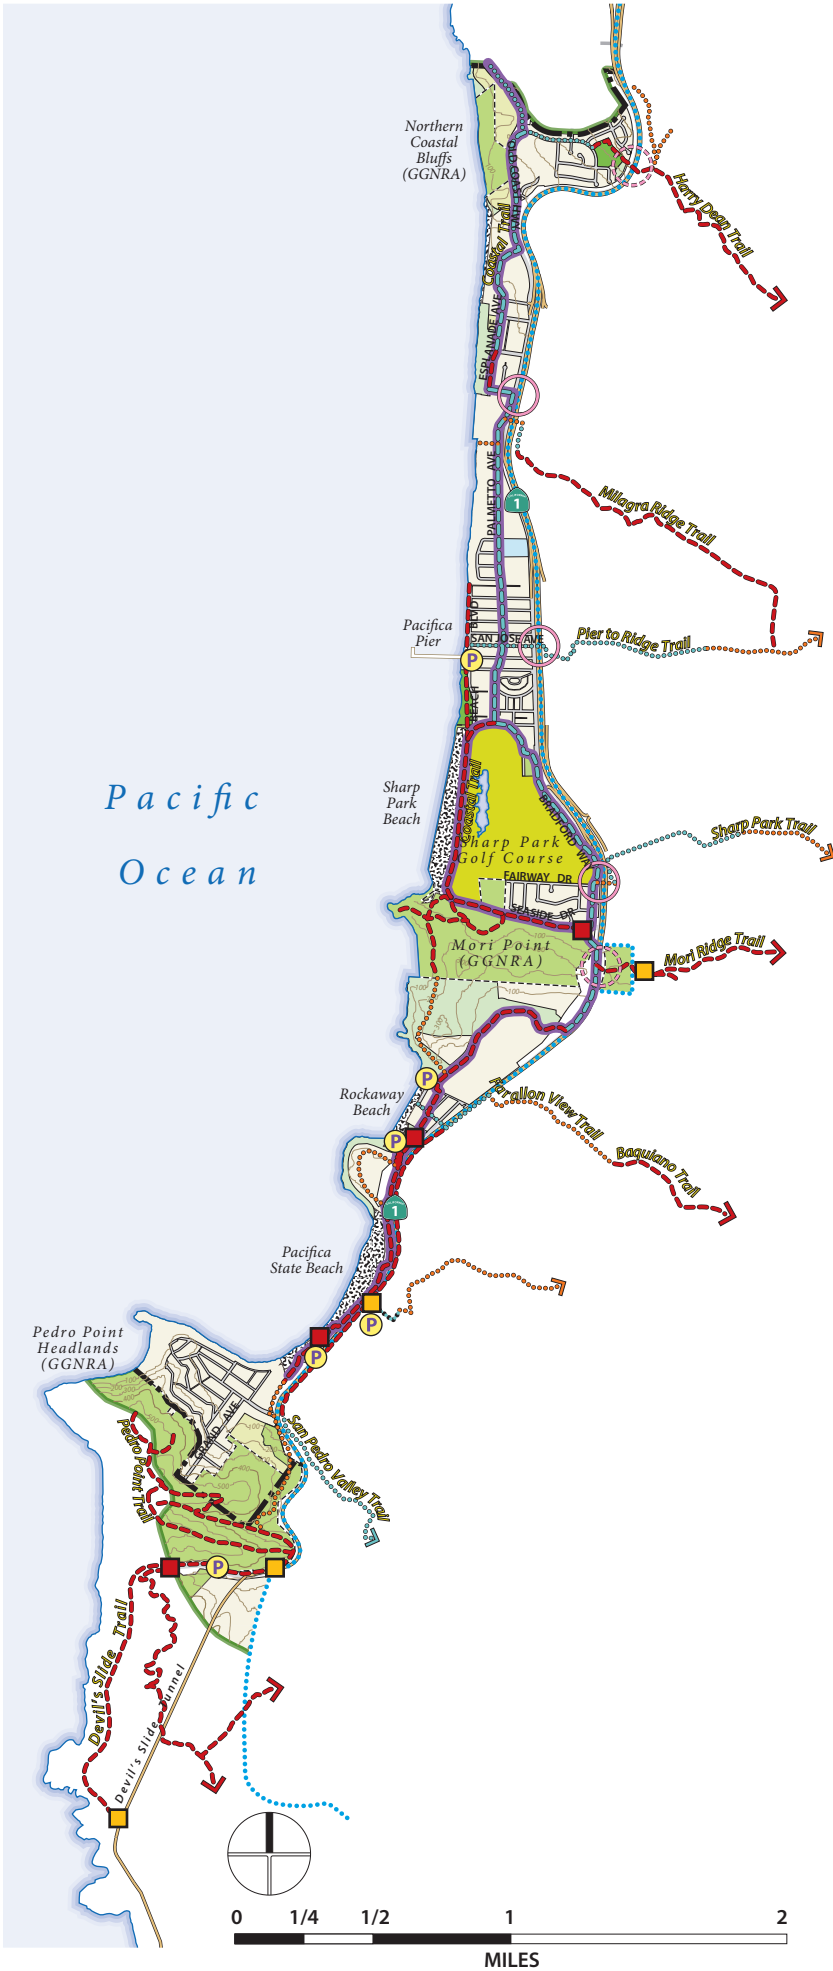 Northern
Coastal
Bluffs
(GGNRA)
OLD COAST HWY
Harry Dean Trail
Coastal Trail
ESPLANADE AVE
PALMETTO AVE
1
Milagra Ridge Trail
BEACH BLVD
SAN JOSE AVE
Pacifica
Pier
P
Pier to Ridge Trail
Pacific
Ocean
Sharp
Park
Beach
Coastal Trail
BRADFORD WAY
Sharp Park
Golf Course
Sharp Park Trail
FAIRWAY DR
SEASIDE DR
Mori Point
(GGNRA)
Mori Ridge Trail
100
100
100
100
P
Rockaway
Beach
Farallon View Trail
P
Baquiano Trail
1
Pacifica
State Beach
P
P
Pedro Point
Headlands
(GGNRA)
GRAND AVE
San Pedro Valley Trail
Pedro Point Trail
P
Devil's Slide Trail
Devil's Slide Tunnel
0 1/4 1/2 1 2
MILES